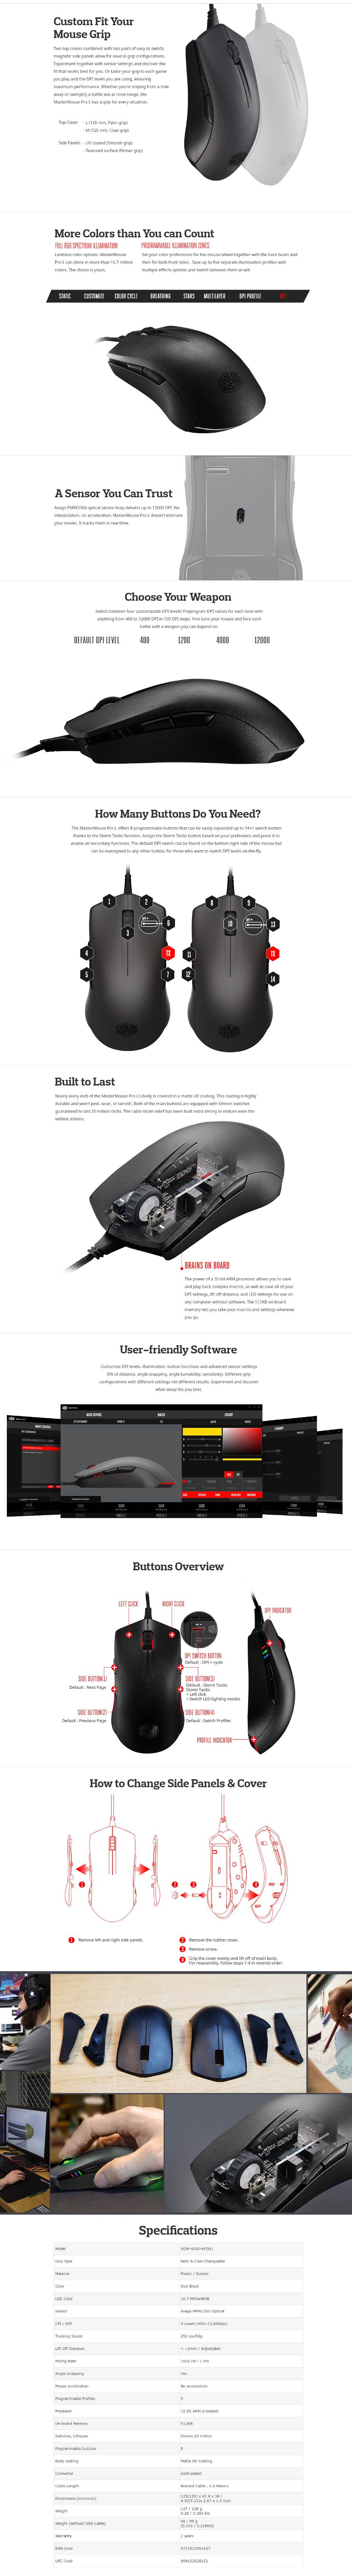 Custom Fit Your
Mouse Grip
Two top covers combined with two pairs of easy to switch,
magnetic side panels allow for several grip configurations.
Experiment together with sensor settings and discover the
fit that works best for you. Or tailor your grip to each game
you play and the DPI levels you are using, ensuring
maximum performance. Whether you're sniping from a mile
away or swinging a battle axe at close range, the
MasterMouse Pro L has a grip for every situation.
Top Cover - L (130 mm, Palm grip)
- M (125 mm, Claw grip)
Side Panels - UV coated (Smooth grip)
- Textured surface (Firmer grip)
More Colors than You can Count
FULL RGB SPECTRUM ILLUMINATION
Limitless color options. MasterMouse
Pro L can shine in more than 16.7 million
colors. The choice is yours.
PROGRAMMABLE ILLUMINATION ZONES
Set your color preferences for the mouse wheel together with the back beam and
then for both front sides. Save up to five separate illumination profiles with
multiple effects options and switch between them at will.
STATIC CUSTOMIZE COLOR CYCLE BREATHING STARS MULTILAYER DPI PROFILE OFF
A Sensor You Can Trust
Avago PMW3360 optical sensor truly delivers up to 12000 DPI. No
interpolation, no acceleration. MasterMouse Pro L doesn't estimate
your moves. It tracks them in real-time.
Choose Your Weapon
Switch between four customizable DPI levels! Preprogram DPI values for each level with
anything from 400 to 12000 DPI in 100 DPI steps. Fine tune your mouse and face each
battle with a weapon you can depend on.
DEFAULT DPI LEVEL 400 1200 4000 12000
How Many Buttons Do You Need?
The MasterMouse Pro L offers 8 programmable buttons that can be easily expanded up to 14+1 switch button
thanks to the Storm Tactix function. Assign the Storm Tactix button based on your preference and press it to
enable all secondary functions. The default DPI switch can be found on the bottom right side of the mouse but
can be reassigned to any other button, for those who want to switch DPI levels on-the-fly.
1 2 3 4 5 6 TX 7
8 9 10 11 12 13 TX 14
Built to Last
Nearly every inch of the MasterMouse Pro L's body is covered in a matte UV coating. This coating is highly
durable and won't peel, wear, or tarnish. Both of the main buttons are equipped with Omron switches
guaranteed to last 20 million clicks. The cable strain relief has been built extra strong to endure even the
wildest actions.
BRAINS ON BOARD
The power of a 32-bit ARM processor allows you to save
and play back complex macros, as well as save all of your
DPI settings, lift off distance, and LED settings for use on
any computer without software. The 512KB on-board
memory lets you take your macros and settings wherever
you go.
User-friendly Software
Customize DPI levels, illumination, button functions and advanced sensor settings
(lift of distance, angle snapping, angle tunability, sensitivity). Different grip
configurations with different settings net different results. Experiment and discover
what setup fits you best.
Buttons Overview
LEFT CLICK
RIGHT CLICK
DPI INDICATOR
DPI SWITCH BUTTON
Default : DPI + cycle
SIDE BUTTON(1)
Default : Next Page
SIDE BUTTON(3)
Default : Storm Tactix
Storm Tactix
+ Left click
= Switch LED lighting modes
SIDE BUTTON(2)
Default : Previous Page
SIDE BUTTON(4)
Default : Switch Profiles
PROFILE INDICATOR
How to Change Side Panels & Cover
1 2 3 4
1 Remove left and right side panels.
2 Remove the rubber cover.
3 Remove screw.
4 Grip the cover evenly and lift off of main body.
For reassembly, follow steps 1-4 in reverse order.
Specifications
Model
Grip Type Palm & Claw Changeable
Material Plastic / Rubber
Color Gun Black
LED Color 16.7 Million RGB
Sensor Avago PMW3360 Optical
CPI / DPI
Tracking Speed 250 ips/50g
Lift Off Distance < ~2mm / Adjustable
Polling Rate 1000 Hz / 1 ms
Angle Snapping Yes
Mouse acceleration No acceleration
Programmable Profiles 5
Processor 32 bit ARM processor
On-board Memory 512KB
Switches, Lifespan Omron, 20 million
Programmable buttons 8
Body coating Matte UV Coating
Connector Gold-plated
Cable Length Braided Cable , 1.8 Meters
Dimensions (mm/inch)
Weight 127 / 128 g
Weight (without USB cable)
Warranty 2 years
EAN Code
UPC Code